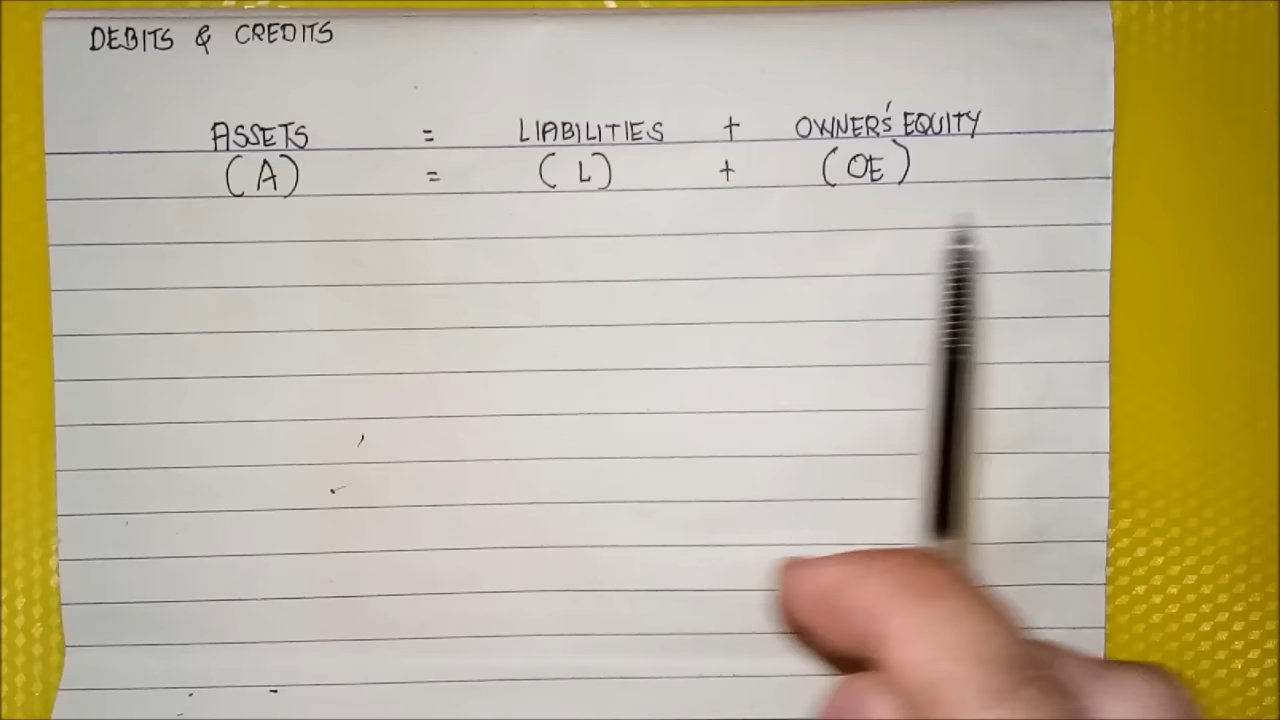 DEBITS & CREDITS
ASSETS = LIABILITIES + OWNER'S EQUITY
(A) = (L) + (OE)